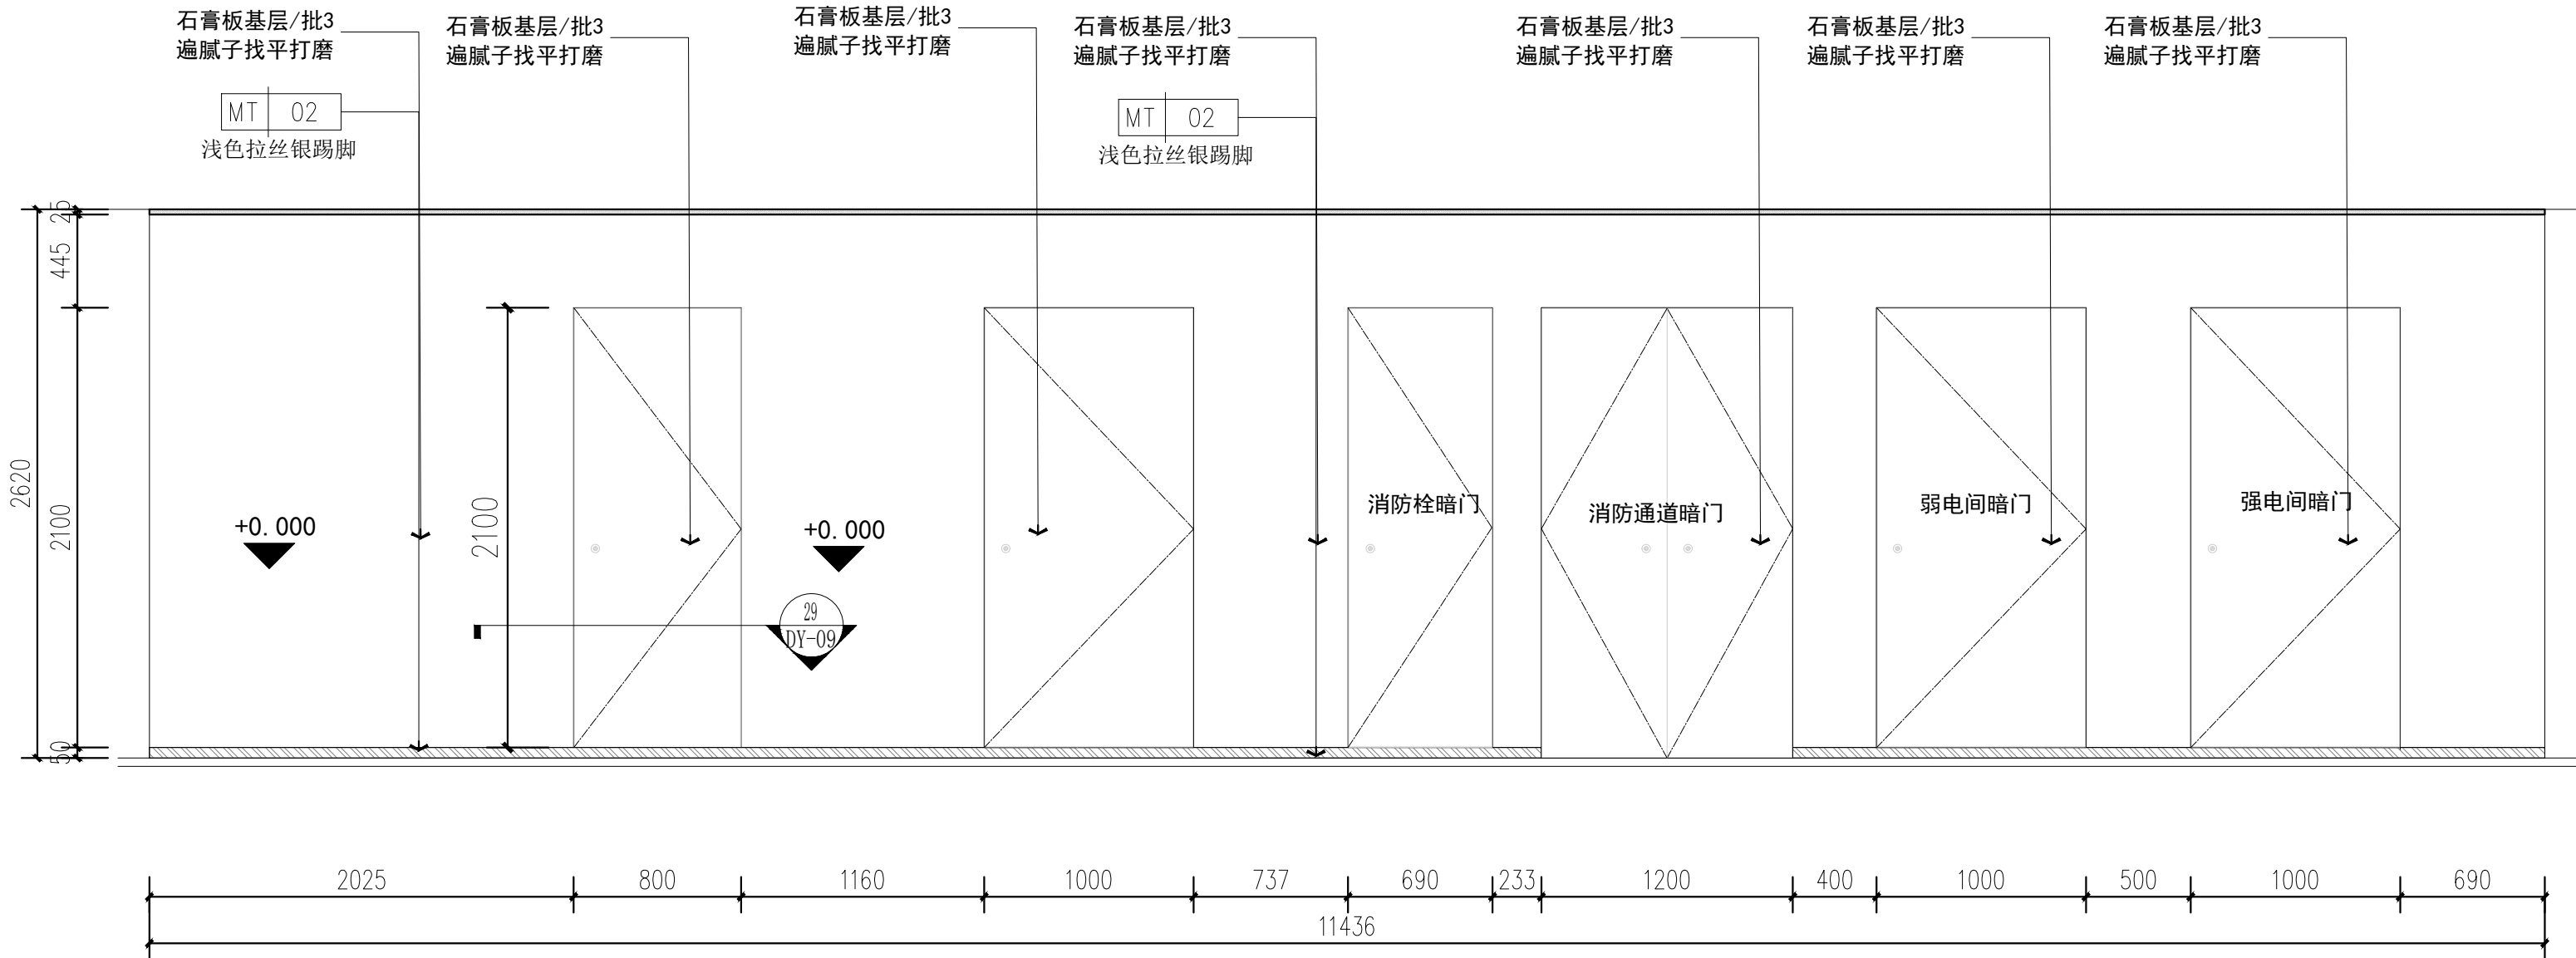 石膏板基层/批3
遍腻子找平打磨
石膏板基层/批3
遍腻子找平打磨
石膏板基层/批3
遍腻子找平打磨
石膏板基层/批3
遍腻子找平打磨
石膏板基层/批3
遍腻子找平打磨
石膏板基层/批3
遍腻子找平打磨
石膏板基层/批3
遍腻子找平打磨
MT 02
浅色拉丝银踢脚
MT 02
浅色拉丝银踢脚
25
445
2620
2100
50
2100
+0.000
+0.000
29
DY-09
消防栓暗门
消防通道暗门
弱电间暗门
强电间暗门
2025 800 1160 1000 737 690 233 1200 400 1000 500 1000 690
11436